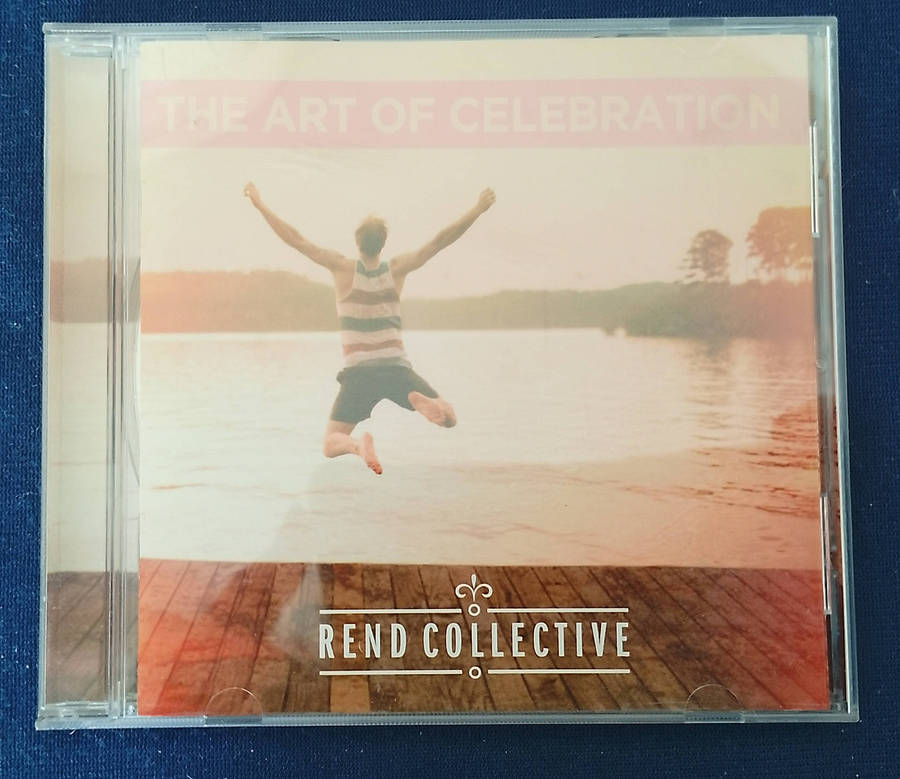 THE ART OF CELEBRATION
REND COLLECTIVE